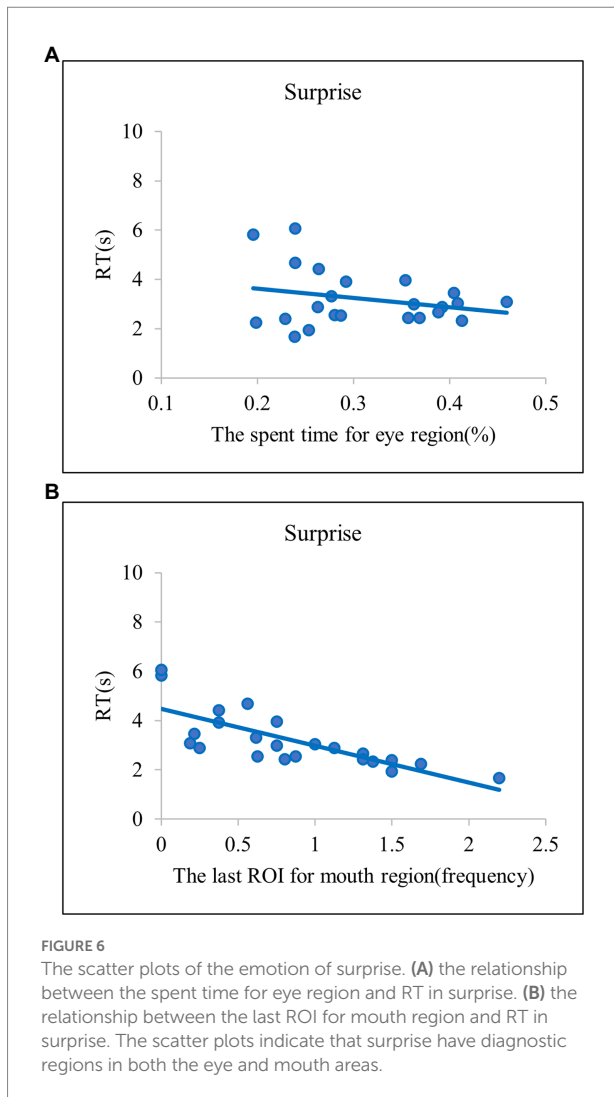 A
Surprise
10
8
6
4
2
0
RT(s)
0.1 0.2 0.3 0.4 0.5
The spent time for eye region(%)
B
Surprise
10
8
6
4
2
0
RT(s)
0 0.5 1 1.5 2 2.5
The last ROI for mouth region(frequency)
FIGURE 6
The scatter plots of the emotion of surprise. (A) the relationship
between the spent time for eye region and RT in surprise. (B) the
relationship between the last ROI for mouth region and RT in
surprise. The scatter plots indicate that surprise have diagnostic
regions in both the eye and mouth areas.